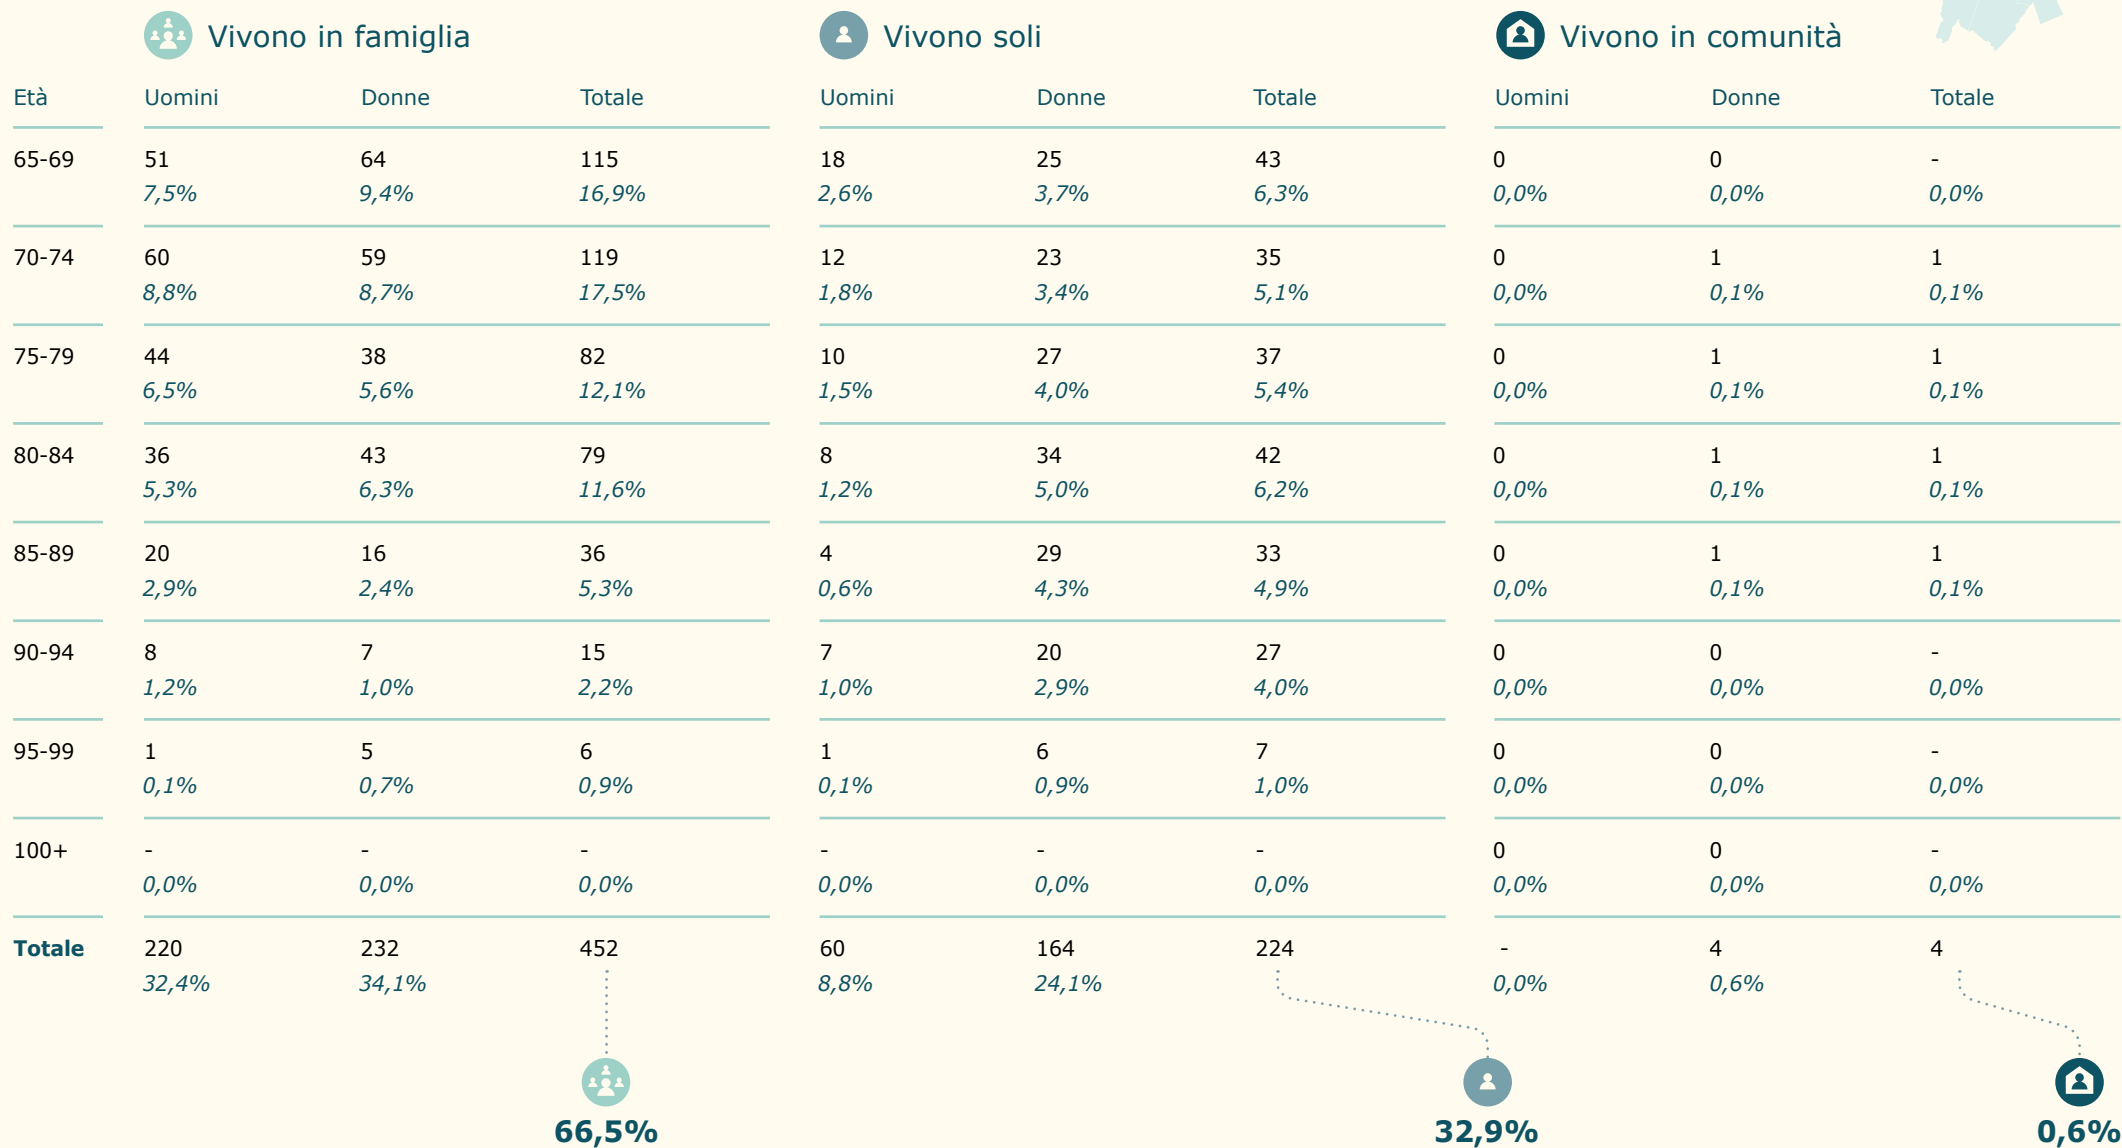 Vivono in famiglia Vivono soli Vivono in comunità
Età Uomini Donne Totale Uomini Donne Totale Uomini Donne Totale
65-69 51 64 115 18 25 43 0 0 -
7,5% 9,4% 16,9% 2,6% 3,7% 6,3% 0,0% 0,0% 0,0%
70-74 60 59 119 12 23 35 0 1 1
8,8% 8,7% 17,5% 1,8% 3,4% 5,1% 0,0% 0,1% 0,1%
75-79 44 38 82 10 27 37 0 1 1
6,5% 5,6% 12,1% 1,5% 4,0% 5,4% 0,0% 0,1% 0,1%
80-84 36 43 79 8 34 42 0 1 1
5,3% 6,3% 11,6% 1,2% 5,0% 6,2% 0,0% 0,1% 0,1%
85-89 20 16 36 4 29 33 0 1 1
2,9% 2,4% 5,3% 0,6% 4,3% 4,9% 0,0% 0,1% 0,1%
90-94 8 7 15 7 20 27 0 0 -
1,2% 1,0% 2,2% 1,0% 2,9% 4,0% 0,0% 0,0% 0,0%
95-99 1 5 6 1 6 7 0 0 -
0,1% 0,7% 0,9% 0,1% 0,9% 1,0% 0,0% 0,0% 0,0%
100+ - - - - - - 0 0 -
0,0% 0,0% 0,0% 0,0% 0,0% 0,0% 0,0% 0,0% 0,0%
Totale 220 232 452 60 164 224 - 4 4
32,4% 34,1% 8,8% 24,1% 0,0% 0,6%
66,5% 32,9% 0,6%